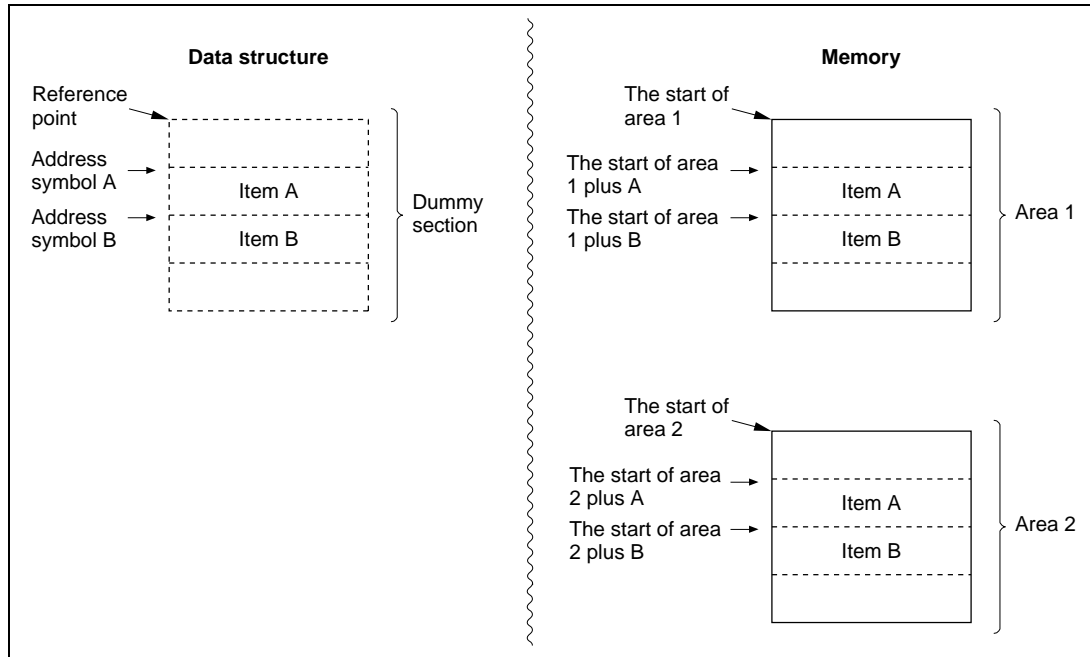 Data structure
Reference
point
Address
symbol A
Item A
Address
symbol B
Item B
Dummy
section
Memory
The start of
area 1
The start of area
1 plus A
Item A
The start of area
1 plus B
Item B
Area 1
The start of
area 2
The start of area
2 plus A
Item A
The start of area
2 plus B
Item B
Area 2